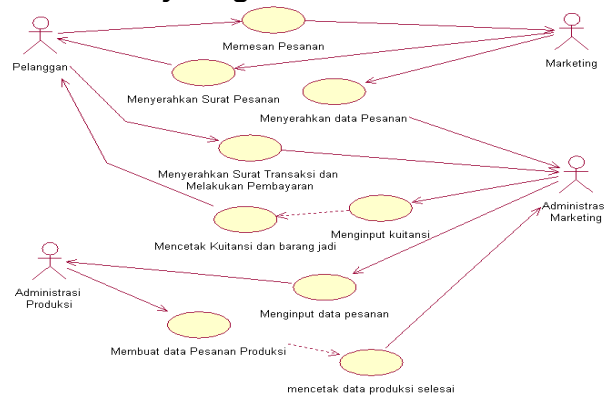 Memesan Pesanan
Pelanggan
Marketing
Menyerahkan Surat Pesanan
Menyerahkan data Pesanan
Menyerahkan Surat Transaksi dan
Melakukan Pembayaran
Administras
Marketing
Menginput kuitansi
Mencetak Kuitansi dan barang jadi
Administrasi
Produksi
Menginput data pesanan
Membuat data Pesanan Produksi
mencetak data produksi selesai